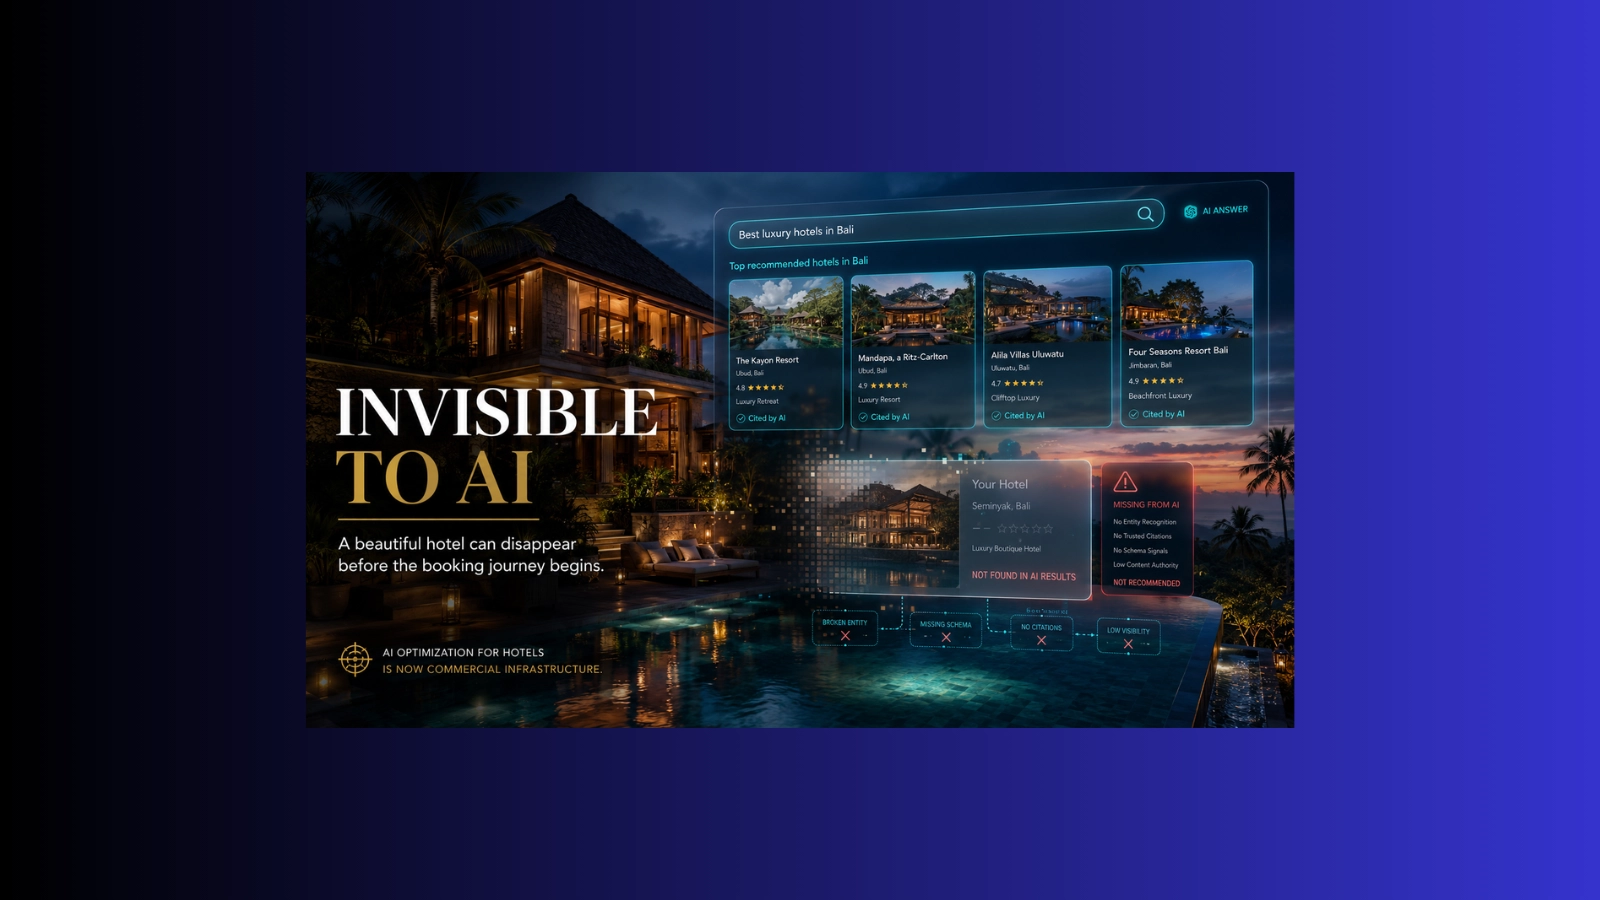 Best luxury hotels in Bali
AI ANSWER
Top recommended hotels in Bali
The Kayon Resort
Ubud, Bali
4.8
Luxury Retreat
Cited by AI
Mandapa, a Ritz-Carlton
Ubud, Bali
4.9
Luxury Resort
Cited by AI
Alila Villas Uluwatu
Uluwatu, Bali
4.7
Clifftop Luxury
Cited by AI
Four Seasons Resort Bali
Jimbaran, Bali
4.9
Beachfront Luxury
Cited by AI
INVISIBLE
TO AI
A beautiful hotel can disappear
before the booking journey begins.
AI OPTIMIZATION FOR HOTELS
IS NOW COMMERCIAL INFRASTRUCTURE.
Your Hotel
Seminyak, Bali
Luxury Boutique Hotel
NOT FOUND IN AI RESULTS
MISSING FROM AI
No Entity Recognition
No Trusted Citations
No Schema Signals
Low Content Authority
NOT RECOMMENDED
BROKEN ENTITY
MISSING SCHEMA
NO CITATIONS
LOW VISIBILITY